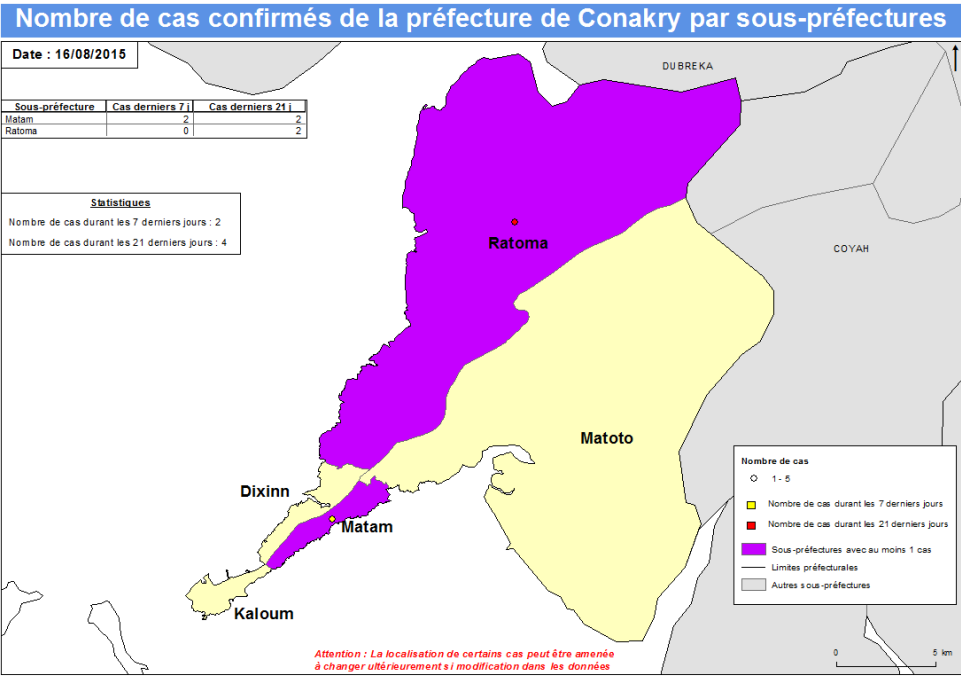 Nombre de cas confirmés de la préfecture de Conakry par sous-préfectures
Date : 16/08/2015
Sous-préfecture Cas derniers 7 j Cas derniers 21 j
Matam 2 2
Ratoma 0 2
Statistiques
Nombre de cas durant les 7 derniers jours : 2
Nombre de cas durant les 21 derniers jours : 4
DUBREKA
COYAH
Ratoma
Matoto
Dixinn
Matam
Kaloum
Nombre de cas
1 - 5
Nombre de cas durant les 7 derniers jours
Nombre de cas durant les 21 derniers jours
Sous-préfectures avec au moins 1 cas
Limites préfecturales
Autres sous-préfectures
Attention : La localisation de certains cas peut être amenée
à changer ultérieurement si modification dans les données
0 5 km